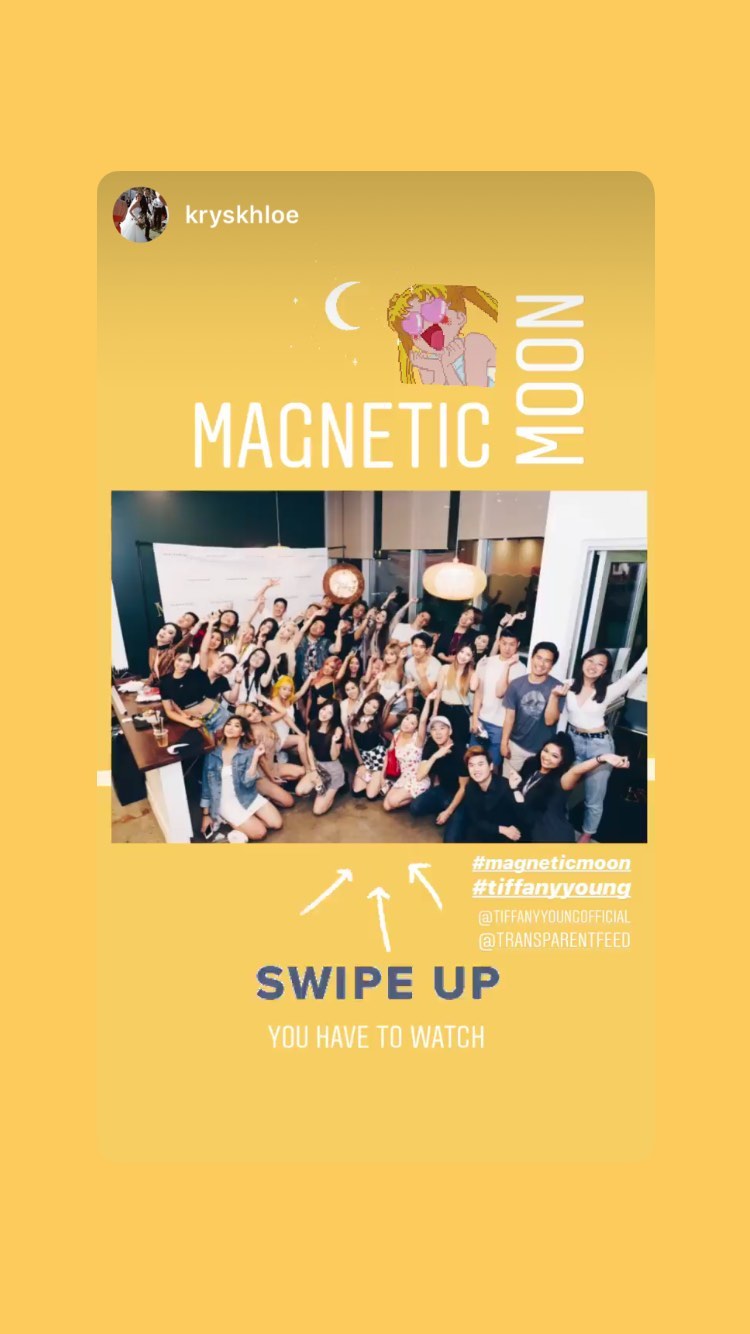 kryskhloe
MAGNETIC
MOON
#magneticmoon
#tiffanyyoung
@TIFFANYYOUNGOFFICIAL
@TRANSPARENTFEED
SWIPE UP
YOU HAVE TO WATCH